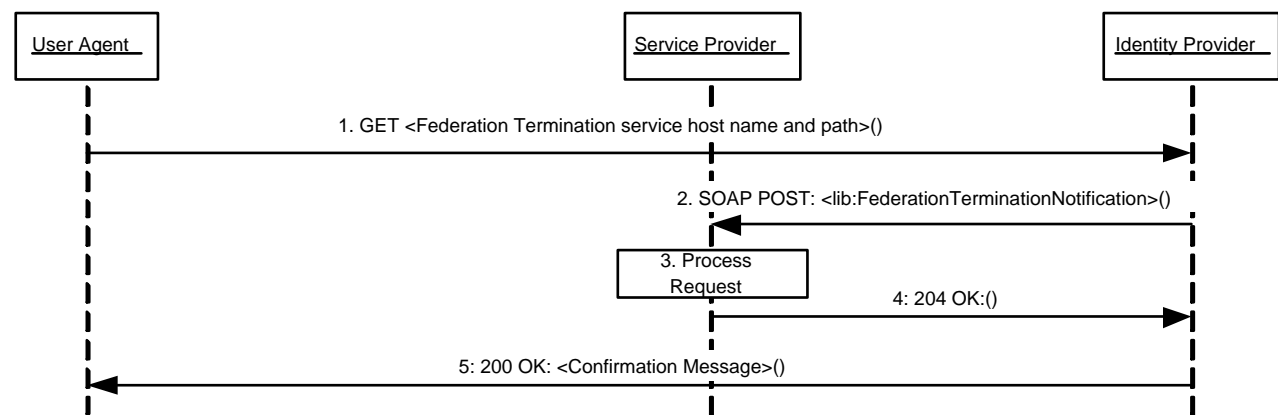 User Agent
Service Provider
Identity Provider
1. GET <Federation Termination service host name and path>()
2. SOAP POST: <lib:FederationTerminationNotification>()
3. Process
Request
4: 204 OK:()
5: 200 OK: <Confirmation Message>()